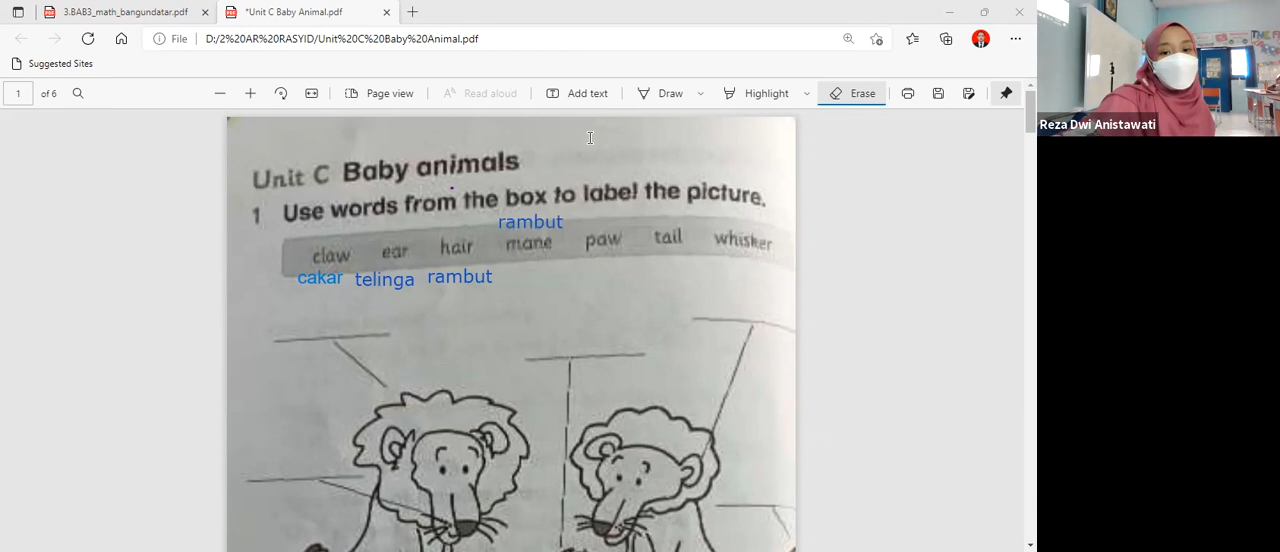 3.BAB3_math_bangundatar.pdf
*Unit C Baby Animal.pdf
File
D:/2%20AR%20RASYID/Unit%20C%20Baby%20Animal.pdf
Suggested Sites
1 of 6
Page view
Read aloud
Add text
Draw
Highlight
Erase
Unit C Baby animals
1 Use words from the box to label the picture.
rambut
claw ear hair mane paw tail whisker
cakar telinga rambut
Reza Dwi Anistawati